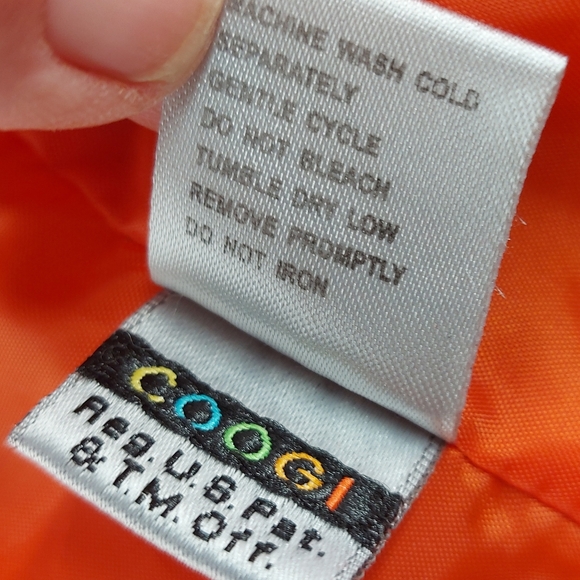 MACHINE WASH COLD
SEPARATELY
GENTLE CYCLE
DO NOT BLEACH
TUMBLE DRY LOW
REMOVE PROMPTLY
DO NOT IRON
COOGI
Reg. U.S. Pat.
& T.M. Off.